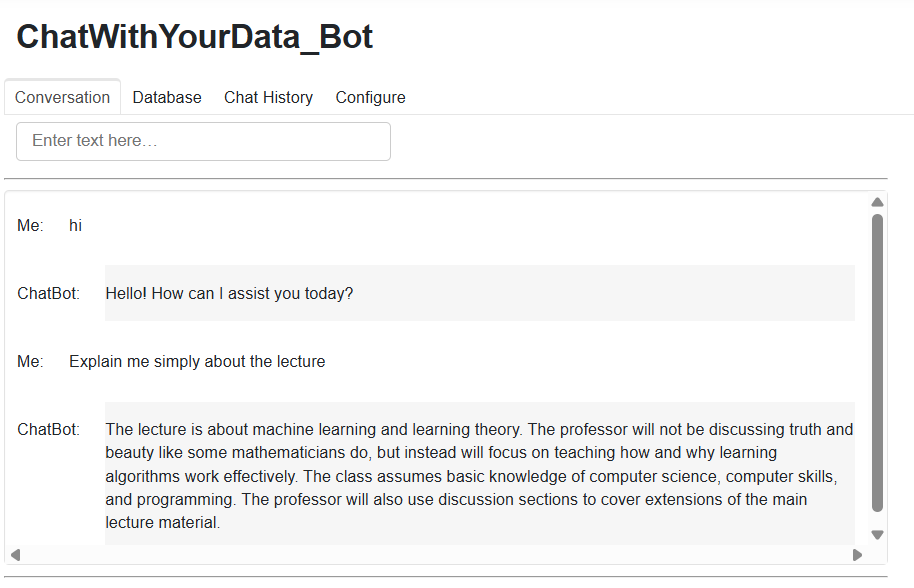 ChatWithYourData_Bot
Conversation Database Chat History Configure
Enter text here…
Me: hi
ChatBot: Hello! How can I assist you today?
Me: Explain me simply about the lecture
ChatBot: The lecture is about machine learning and learning theory. The professor will not be discussing truth and
beauty like some mathematicians do, but instead will focus on teaching how and why learning
algorithms work effectively. The class assumes basic knowledge of computer science, computer skills,
and programming. The professor will also use discussion sections to cover extensions of the main
lecture material.